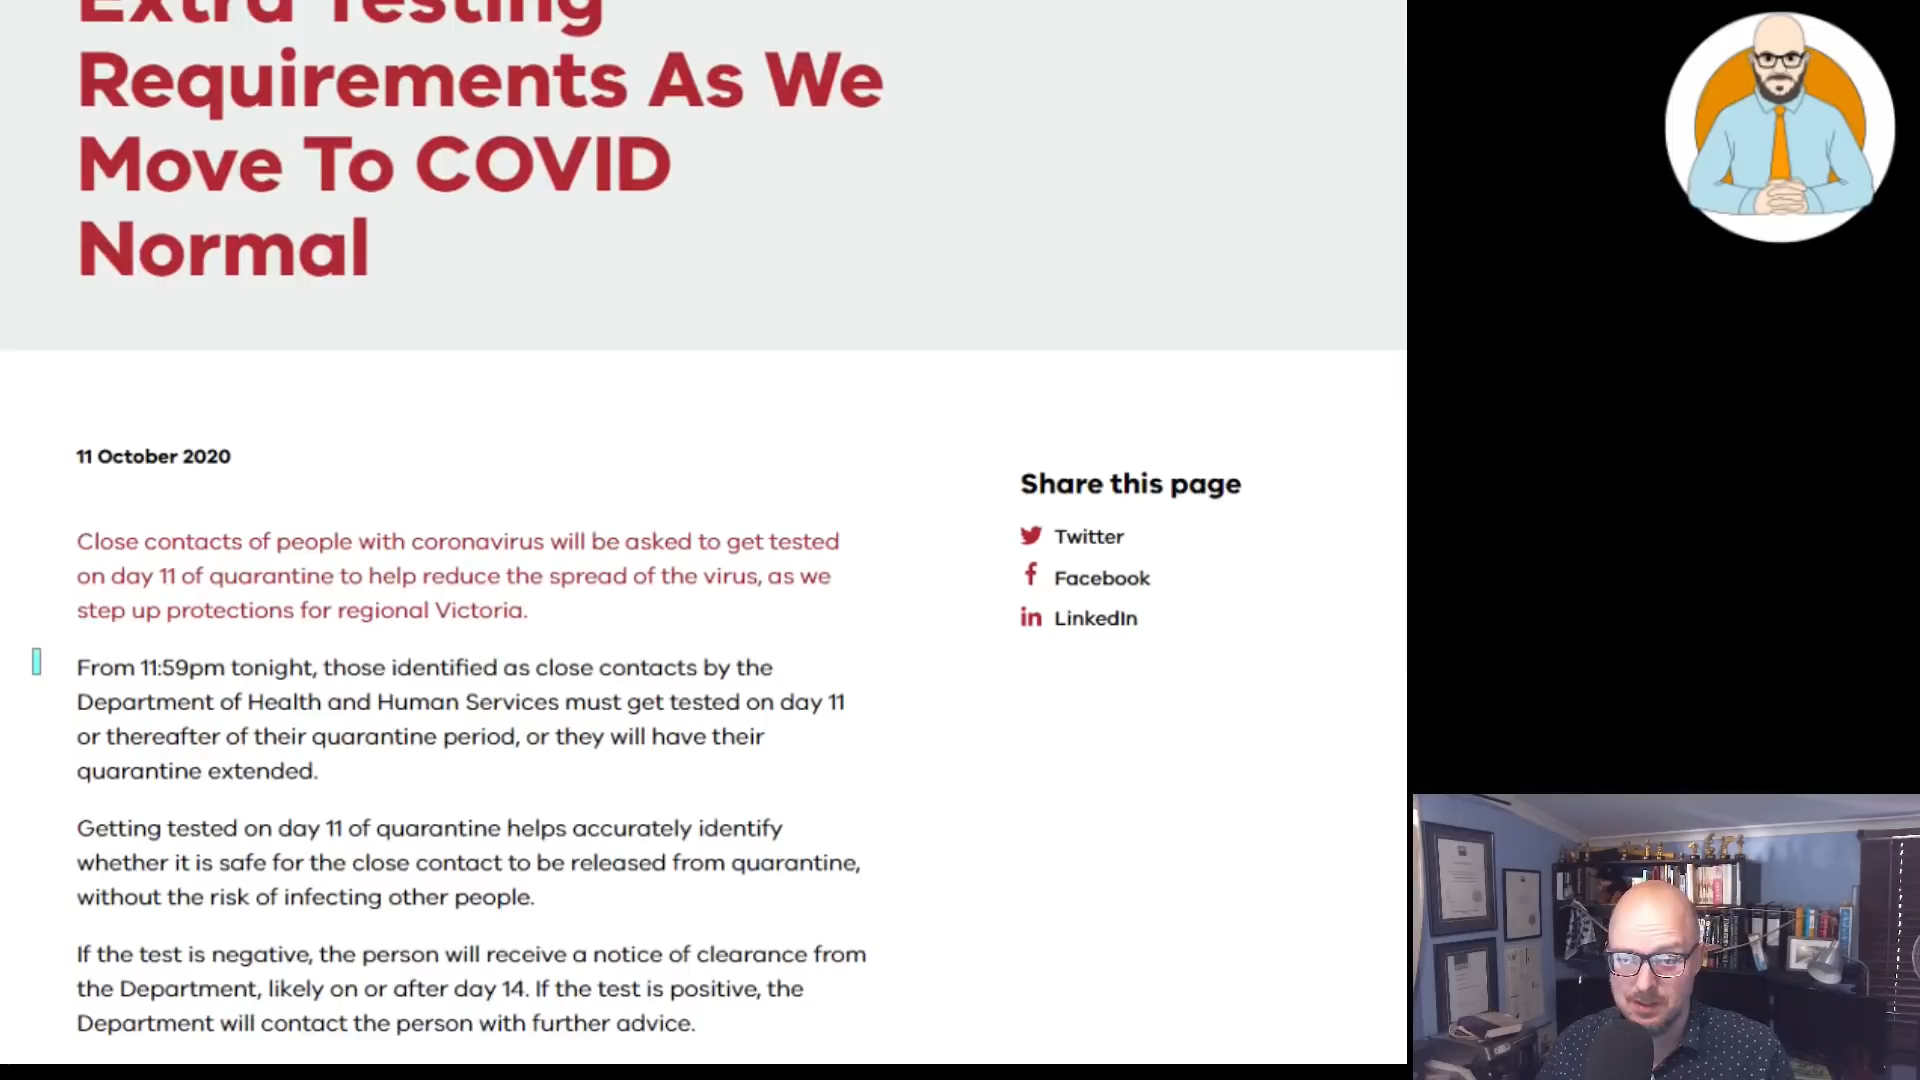 Extra Testing
Requirements As We
Move To COVID
Normal
11 October 2020
Close contacts of people with coronavirus will be asked to get tested
on day 11 of quarantine to help reduce the spread of the virus, as we
step up protections for regional Victoria.
From 11:59pm tonight, those identified as close contacts by the
Department of Health and Human Services must get tested on day 11
or thereafter of their quarantine period, or they will have their
quarantine extended.
Getting tested on day 11 of quarantine helps accurately identify
whether it is safe for the close contact to be released from quarantine,
without the risk of infecting other people.
If the test is negative, the person will receive a notice of clearance from
the Department, likely on or after day 14. If the test is positive, the
Department will contact the person with further advice.
Share this page
Twitter
Facebook
LinkedIn